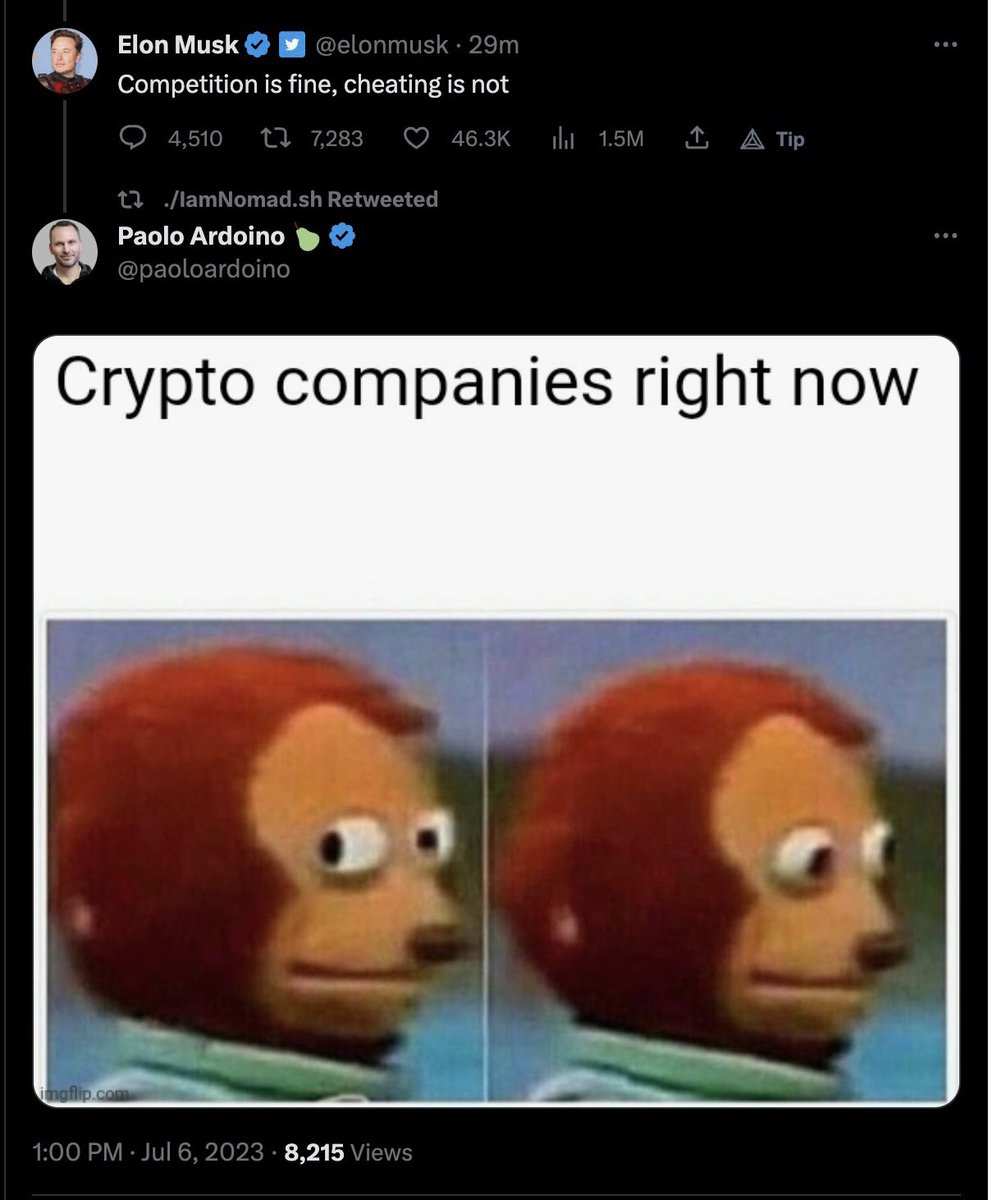 Elon Musk @elonmusk · 29m
Competition is fine, cheating is not
4,510 7,283 46.3K 1.5M Tip
./IamNomad.sh Retweeted
Paolo Ardoino
@paoloardoino
Crypto companies right now
imgflip.com
1:00 PM · Jul 6, 2023 · 8,215 Views